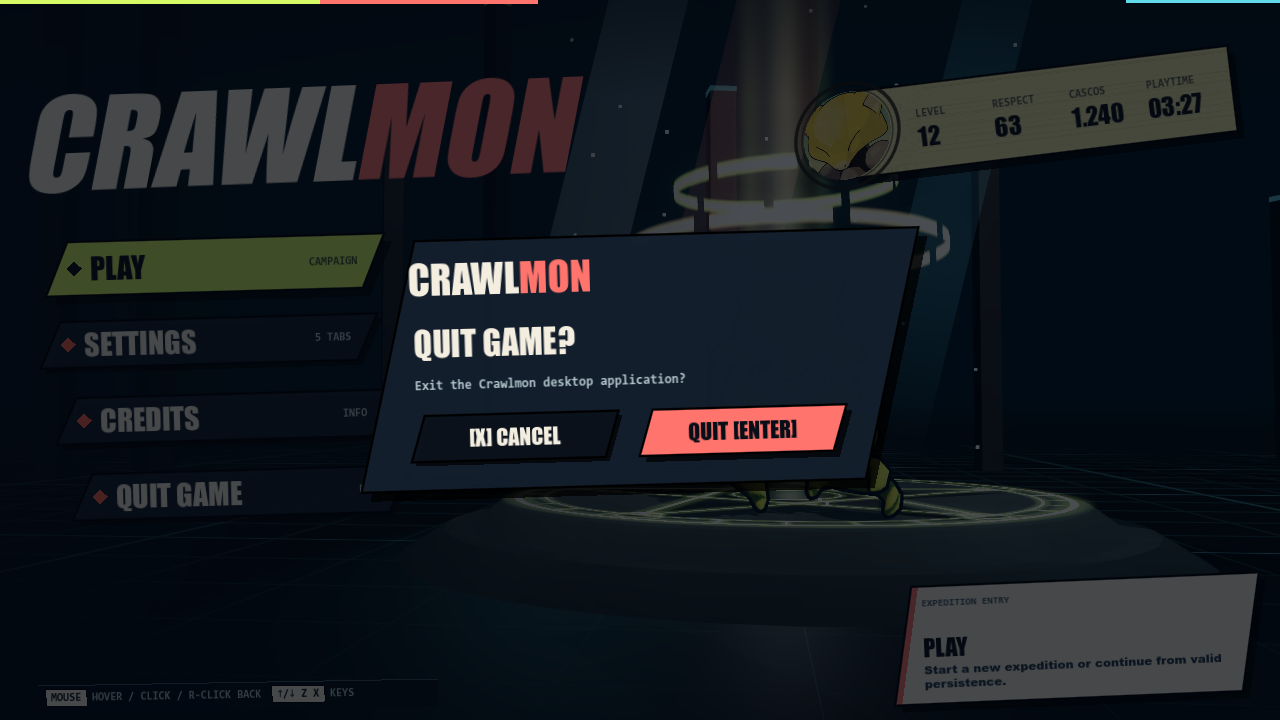 CRAWLMON
LEVEL 12
RESPECT 63
CASCOS 1.240
PLAYTIME 03:27
PLAY CAMPAIGN
SETTINGS 5 TABS
CREDITS INFO
QUIT GAME
CRAWLMON
QUIT GAME?
Exit the Crawlmon desktop application?
[X] CANCEL
QUIT [ENTER]
EXPEDITION ENTRY
PLAY
Start a new expedition or continue from valid
persistence.
MOUSE HOVER / CLICK / R-CLICK BACK ↑/↓ Z X KEYS